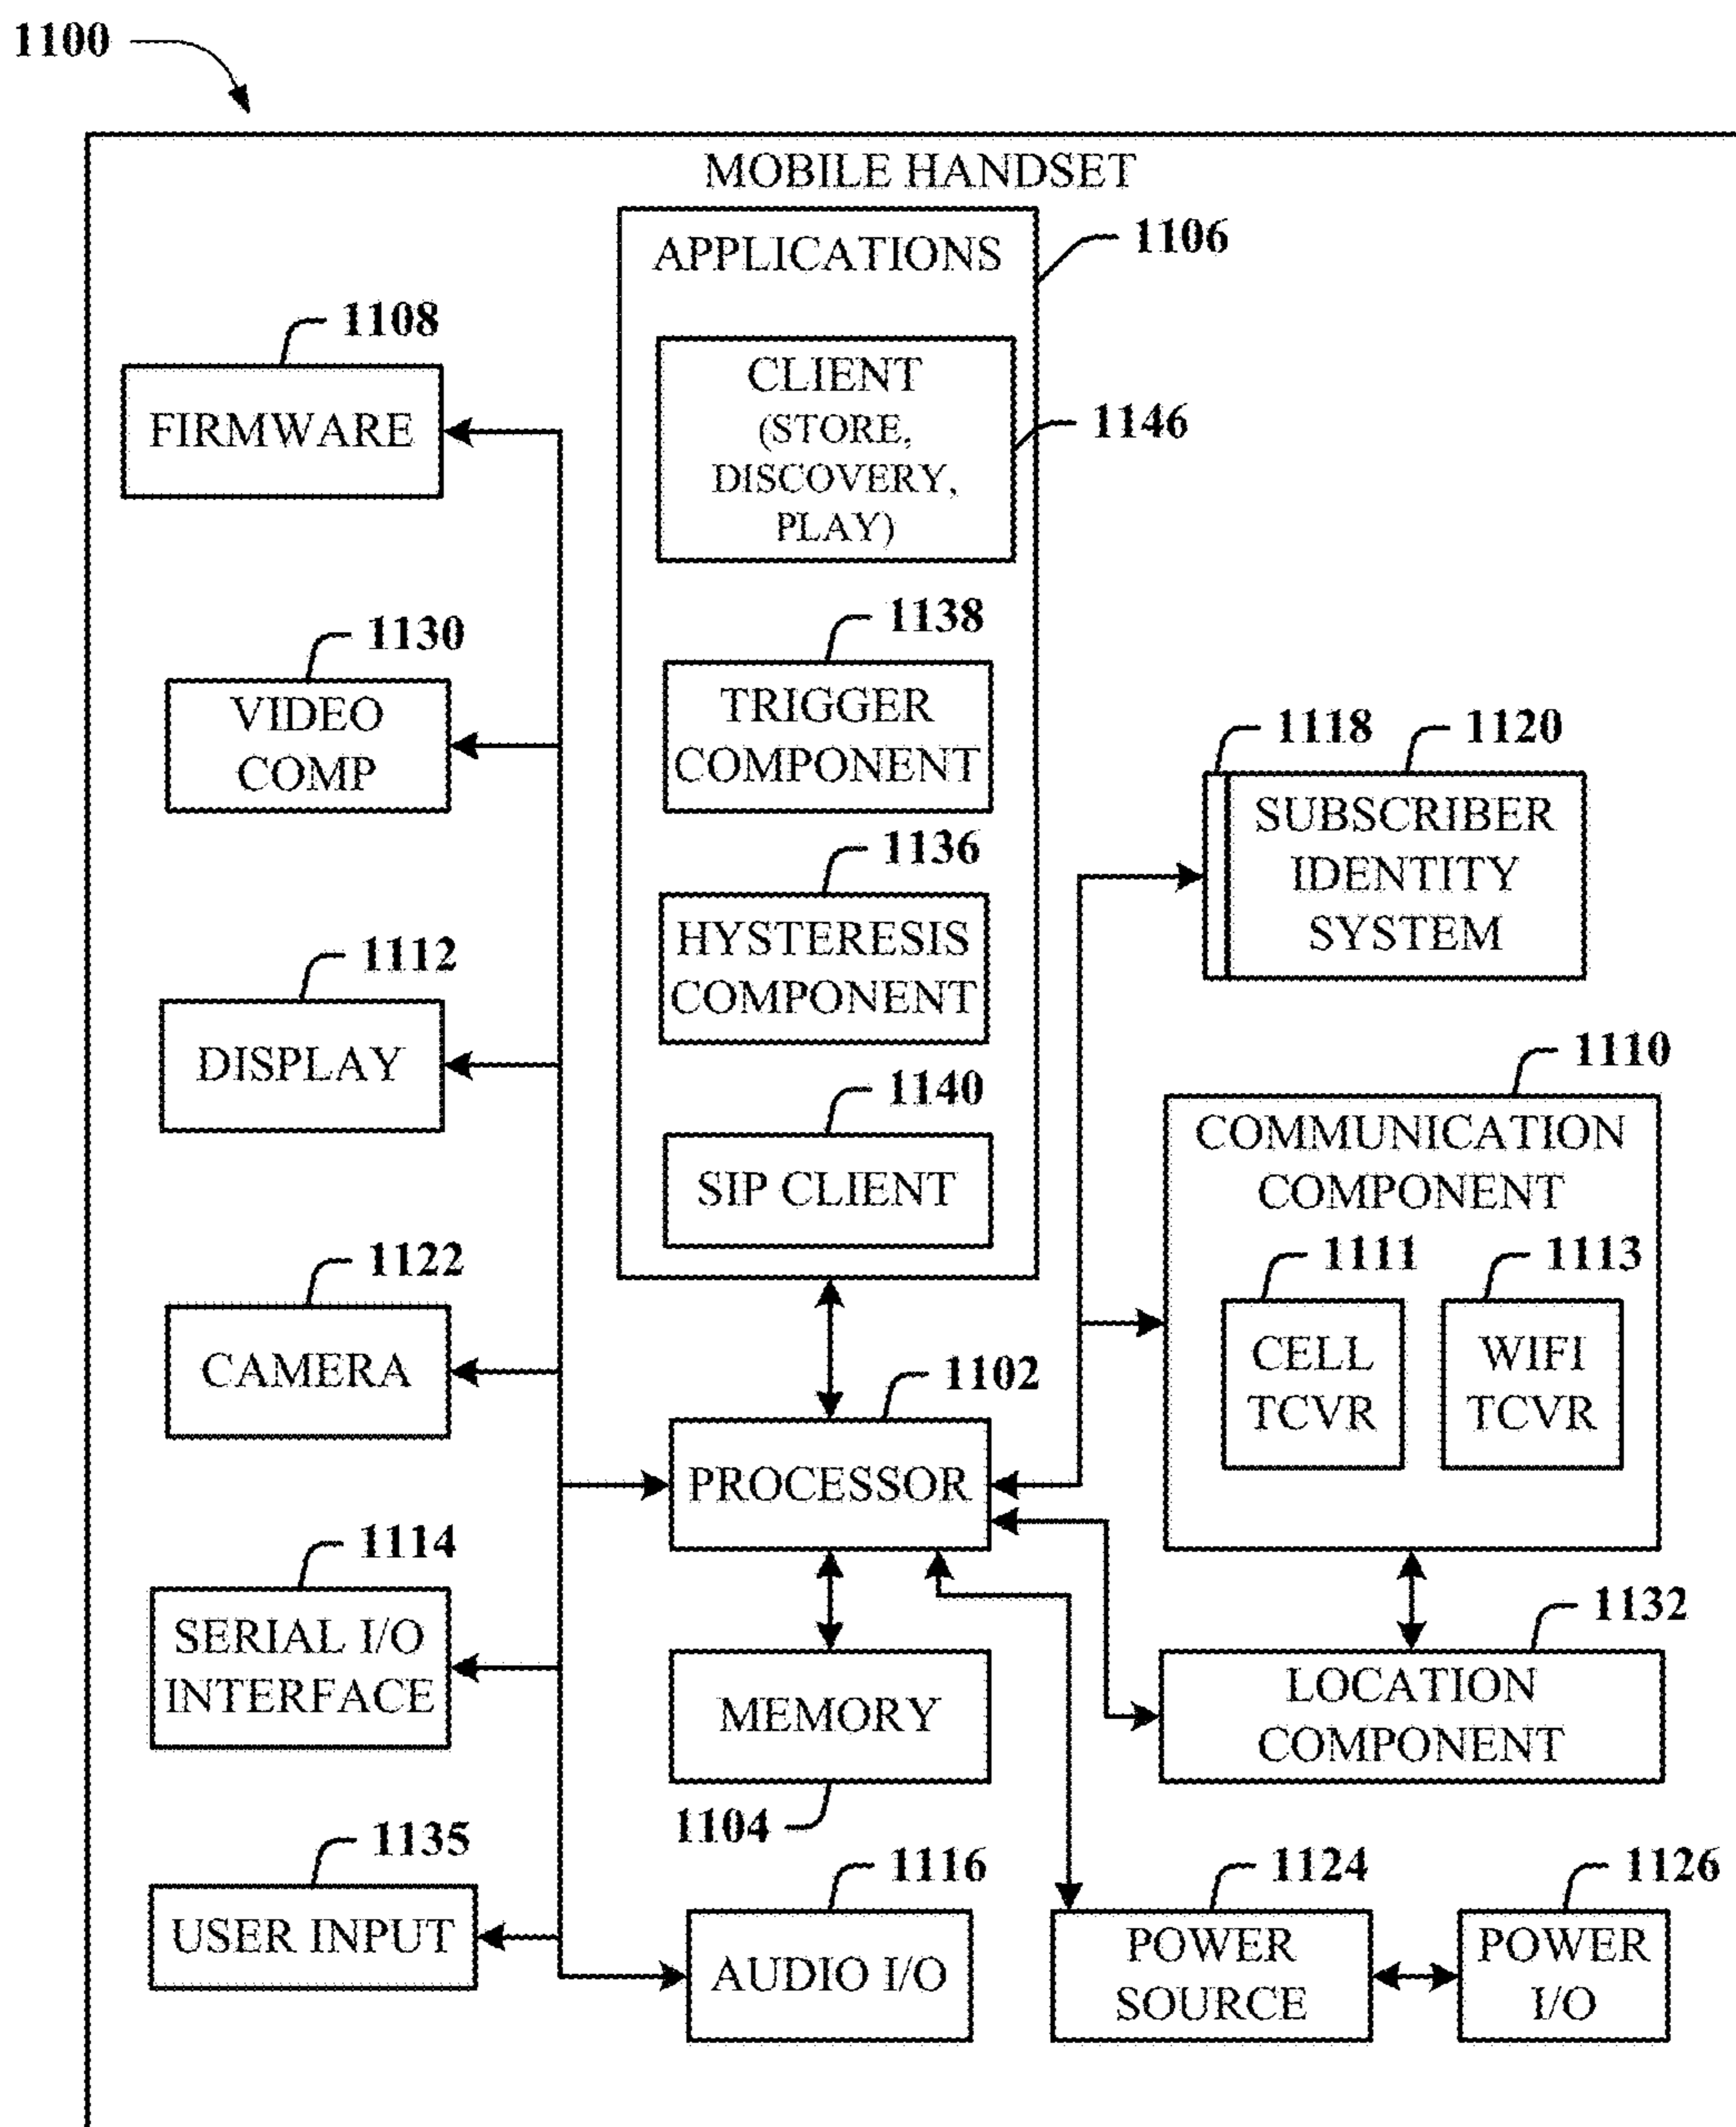 1100
MOBILE HANDSET
APPLICATIONS
1106
CLIENT
(STORE,
DISCOVERY,
PLAY)
1146
1138
TRIGGER
COMPONENT
1136
HYSTERESIS
COMPONENT
1140
SIP CLIENT
1108
FIRMWARE
1130
VIDEO
COMP
1112
DISPLAY
1122
CAMERA
1114
SERIAL I/O
INTERFACE
1135
USER INPUT
1102
PROCESSOR
MEMORY
1104
1116
AUDIO I/O
1118
1120
SUBSCRIBER
IDENTITY
SYSTEM
1110
COMMUNICATION
COMPONENT
1111
CELL
TCVR
1113
WIFI
TCVR
1132
LOCATION
COMPONENT
1124
POWER
SOURCE
1126
POWER
I/O